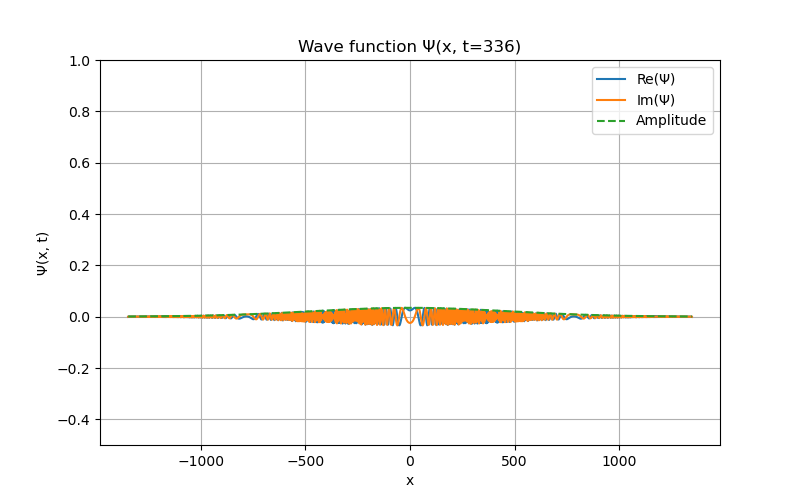 Wave function Ψ(x, t=336)
Re(Ψ)
Im(Ψ)
Amplitude
Ψ(x, t)
1.0
0.8
0.6
0.4
0.2
0.0
−0.2
−0.4
−1000 −500 0 500 1000
x